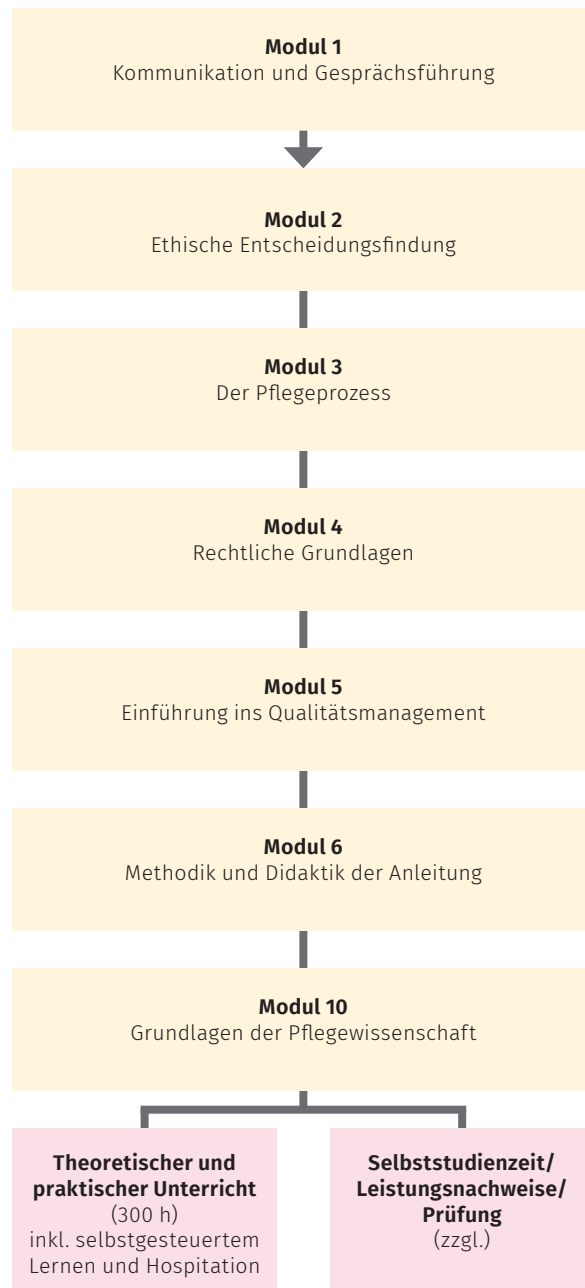 Modul 1
Kommunikation und Gesprächsführung
Modul 2
Ethische Entscheidungsfindung
Modul 3
Der Pflegeprozess
Modul 4
Rechtliche Grundlagen
Modul 5
Einführung ins Qualitätsmanagement
Modul 6
Methodik und Didaktik der Anleitung
Modul 10
Grundlagen der Pflegewissenschaft
Theoretischer und
praktischer Unterricht
(300 h)
inkl. selbstgesteuertem
Lernen und Hospitation
Selbststudienzeit/
Leistungsnachweise/
Prüfung
(zzgl.)